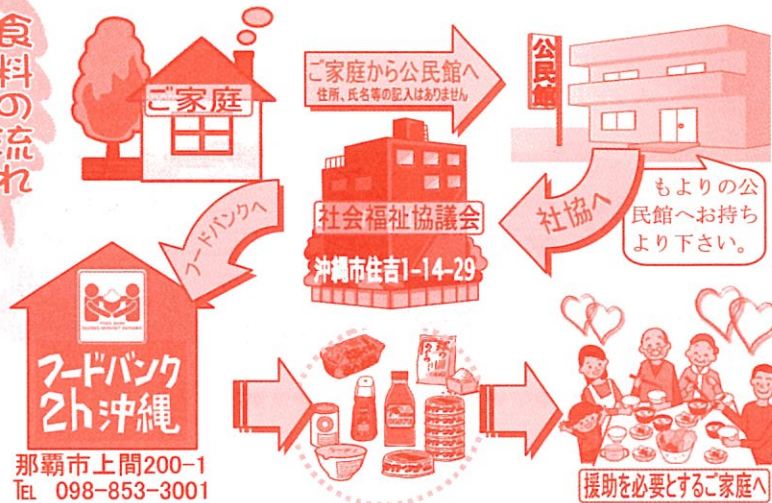 食料の流れ
ご家庭
ご家庭から公民館へ
住所、氏名等の記入はありません
公民館
もよりの公
民館へお持ち
より下さい。
社協へ
社会福祉協議会
沖縄市住吉1-14-29
フードバンクへ
フードバンク
2h沖縄
那覇市上間200-1
TEL 098-853-3001
援助を必要とするご家庭へ